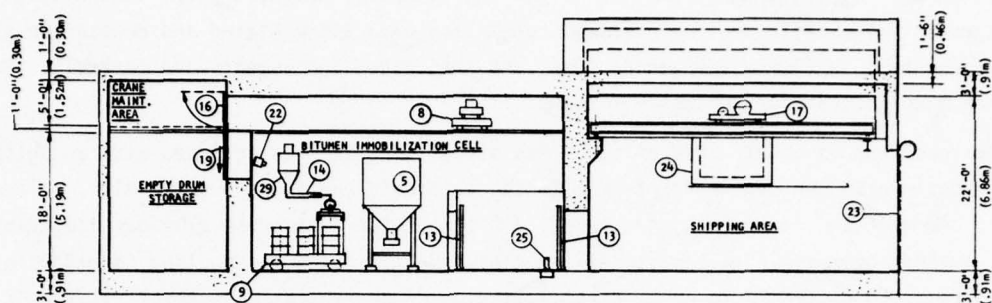 1'-0"
(0.30m)
1'-0"(0.30m)
5'-0"
(1.52m)
18'-0"
(5.19m)
3'-0"
(.91m)
CRANE
MAINT.
AREA
16
19
22
EMPTY DRUM
STORAGE
BITUMEN IMMOBILIZATION CELL
8
29
14
5
9
13
25
13
17
24
SHIPPING AREA
23
1'-6"
(0.46m)
3'-0"
(.91m)
22'-0"
(6.86m)
3'-0"
(.91m)